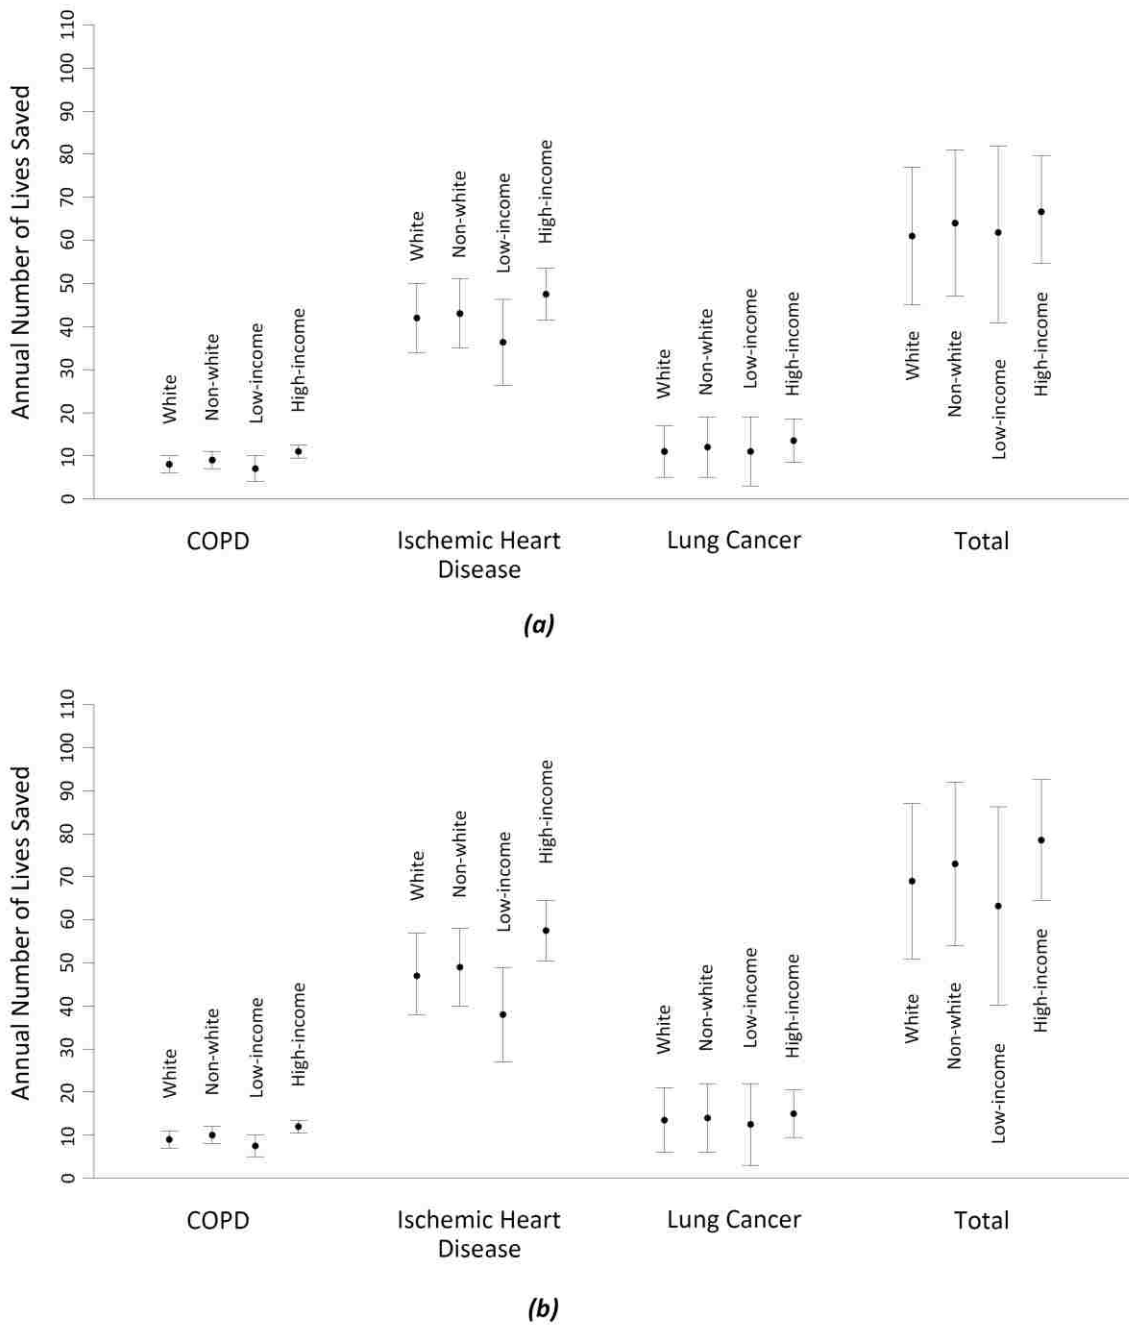 Annual Number of Lives Saved
110
100
90
80
70
60
50
40
30
20
10
0
White
Non-white
Low-income
High-income
White
Non-white
Low-income
High-income
White
Non-white
Low-income
High-income
White
Non-white
Low-income
High-income
COPD
Ischemic Heart
Disease
Lung Cancer
Total
(a)
Annual Number of Lives Saved
110
100
90
80
70
60
50
40
30
20
10
0
White
Non-white
Low-income
High-income
White
Non-white
Low-income
High-income
White
Non-white
Low-income
High-income
White
Non-white
Low-income
High-income
COPD
Ischemic Heart
Disease
Lung Cancer
Total
(b)